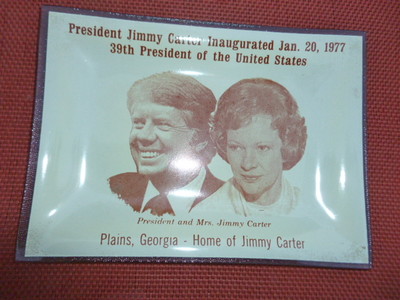 President Jimmy Carter Inaugurated Jan. 20, 1977
39th President of the United States
President and Mrs. Jimmy Carter
Plains, Georgia - Home of Jimmy Carter